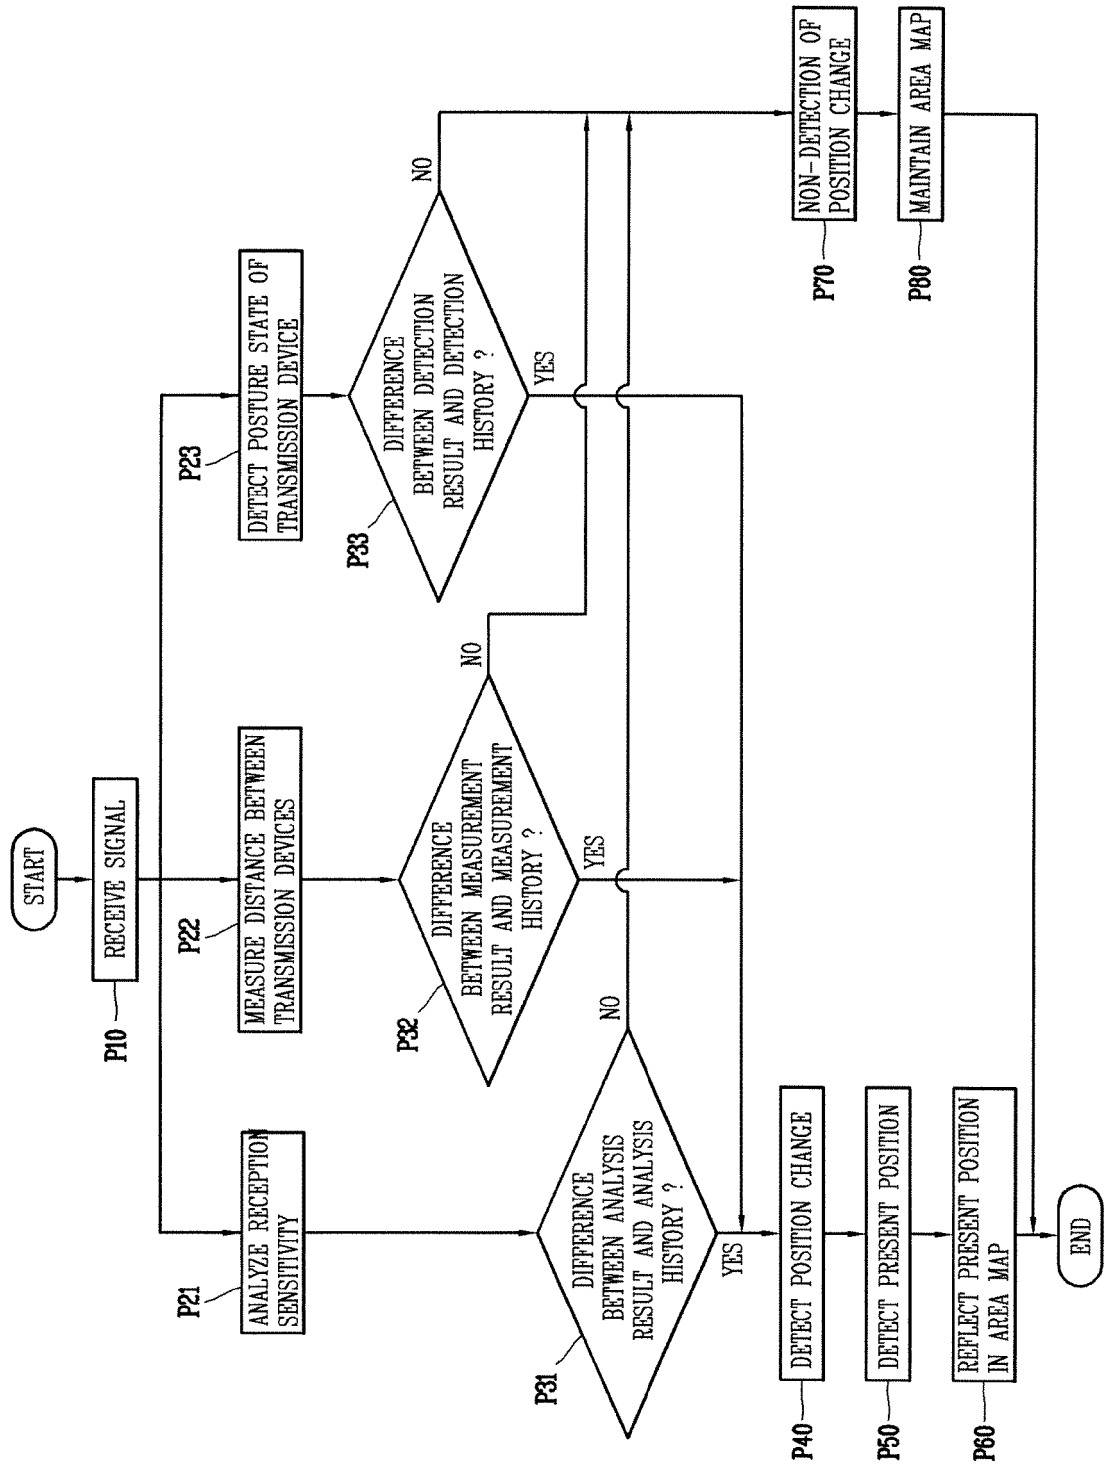 START
RECEIVE SIGNAL
P10
P21
ANALYZE RECEPTION
SENSITIVITY
P22
MEASURE DISTANCE BETWEEN
TRANSMISSION DEVICES
P23
DETECT POSTURE STATE OF
TRANSMISSION DEVICE
P31
DIFFERENCE
BETWEEN ANALYSIS
RESULT AND ANALYSIS
HISTORY ?
NO
YES
P32
DIFFERENCE
BETWEEN MEASUREMENT
RESULT AND MEASUREMENT
HISTORY ?
NO
YES
P33
DIFFERENCE
BETWEEN DETECTION
RESULT AND DETECTION
HISTORY ?
NO
YES
P40
DETECT POSITION CHANGE
P50
DETECT PRESENT POSITION
P60
REFLECT PRESENT POSITION
IN AREA MAP
P70
NON-DETECTION OF
POSITION CHANGE
P80
MAINTAIN AREA MAP
END